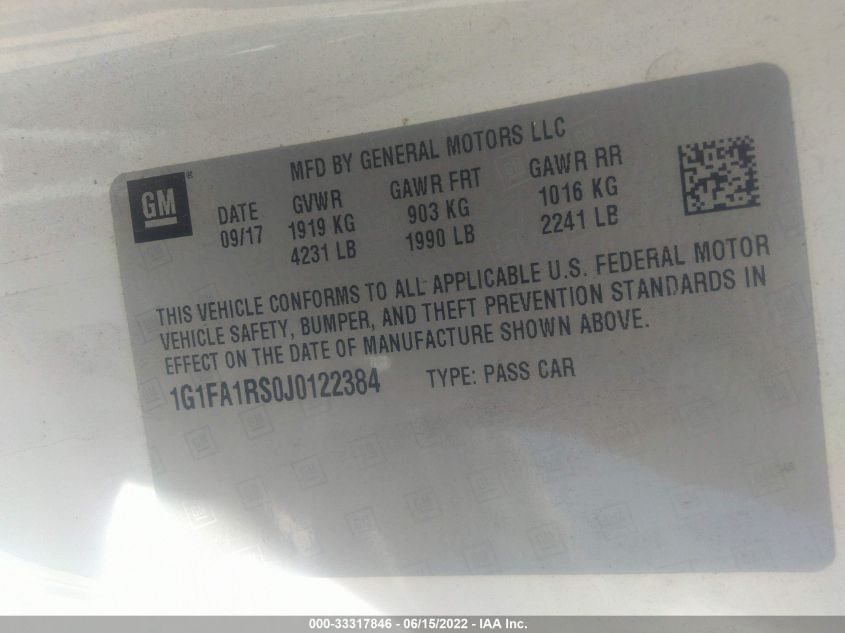 MFD BY GENERAL MOTORS LLC
GM®
DATE GVWR GAWR FRT GAWR RR
09/17 1919 KG 903 KG 1016 KG
4231 LB 1990 LB 2241 LB
THIS VEHICLE CONFORMS TO ALL APPLICABLE U.S. FEDERAL MOTOR
VEHICLE SAFETY, BUMPER, AND THEFT PREVENTION STANDARDS IN
EFFECT ON THE DATE OF MANUFACTURE SHOWN ABOVE.
1G1FA1RS0J0122384 TYPE: PASS CAR
000-33317846 - 06/15/2022 - IAA Inc.